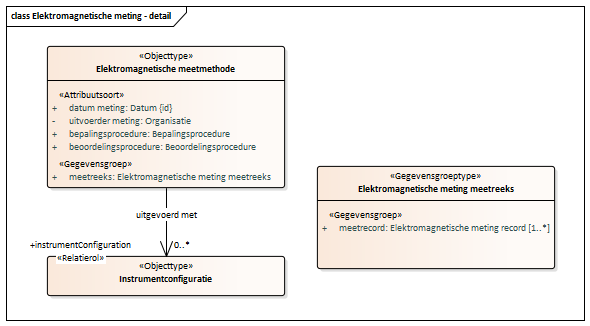 class Elektromagnetische meting - detail
«Objecttype»
Elektromagnetische meetmethode
«Attribuutsoort»
+ datum meting: Datum {id}
- uitvoerder meting: Organisatie
+ bepalingsprocedure: Bepalingsprocedure
+ beoordelingsprocedure: Beoordelingsprocedure
«Gegevensgroep»
+ meetreeks: Elektromagnetische meting meetreeks
uitgevoerd met
+instrumentConfiguration
0..*
«Relatierol»
«Objecttype»
Instrumentconfiguratie
«Gegevensgroeptype»
Elektromagnetische meting meetreeks
«Gegevensgroep»
+ meetrecord: Elektromagnetische meting record [1..*]